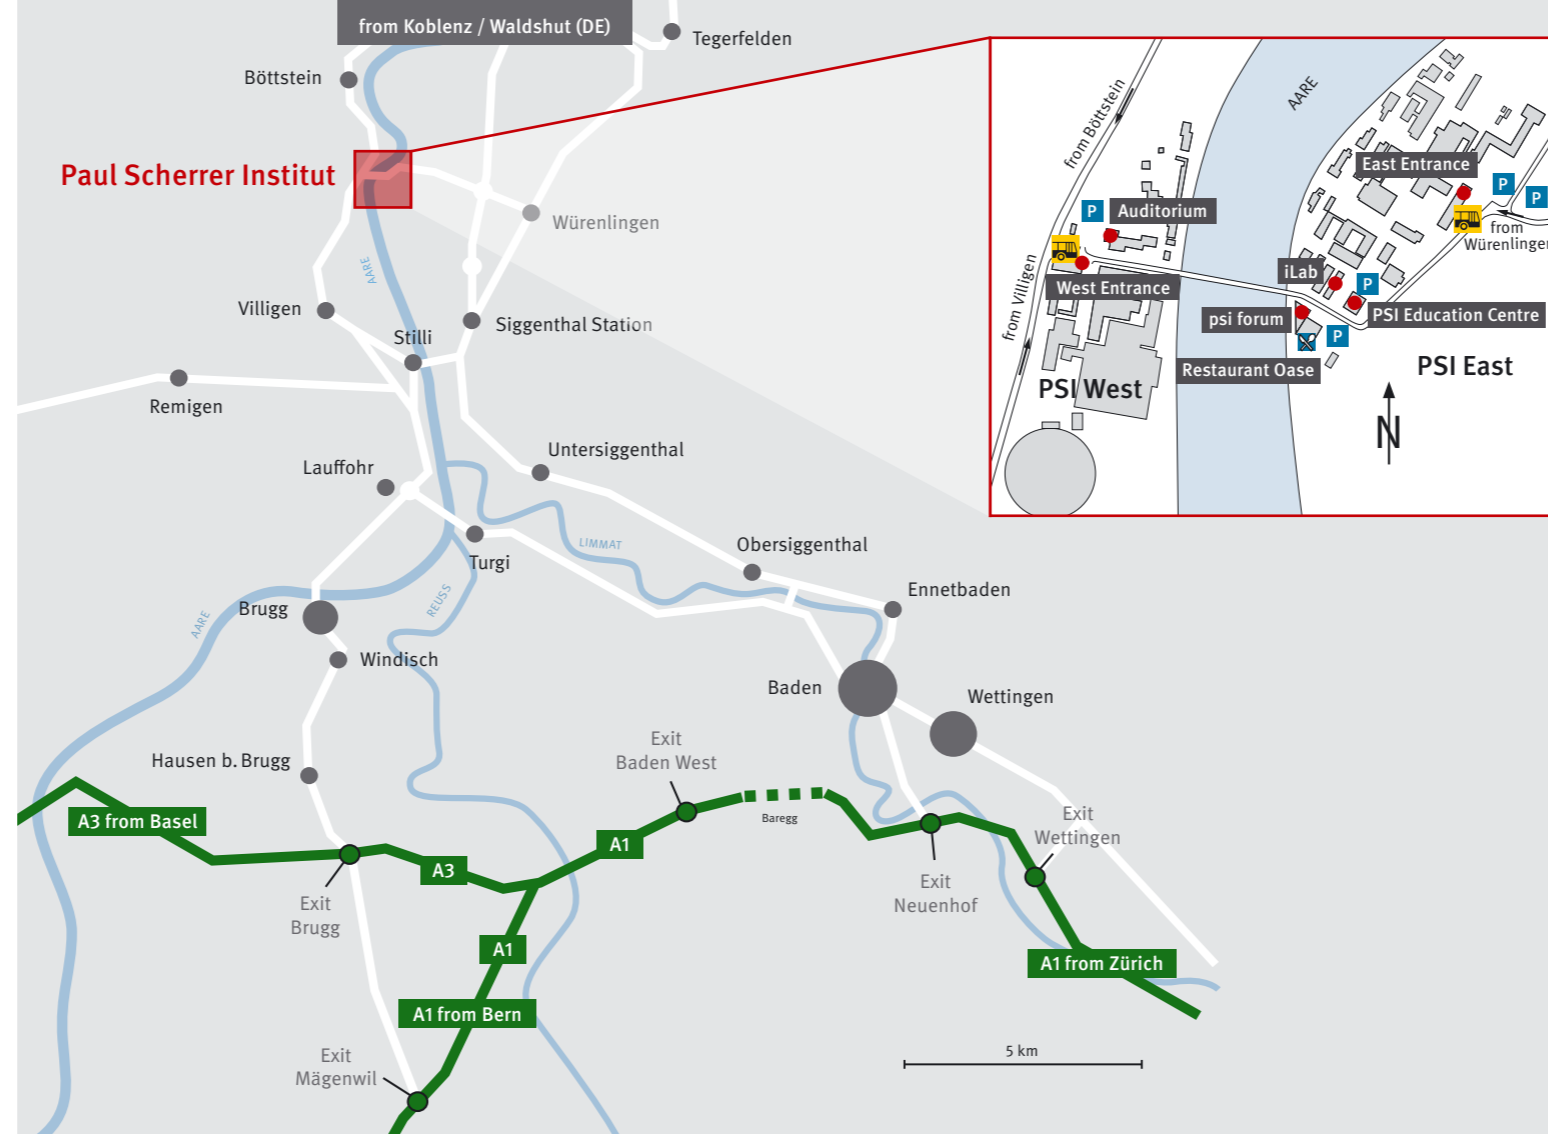 from Koblenz / Waldshut (DE)
Tegerfelden
Böttstein
Paul Scherrer Institut
Würenlingen
AARE
Villigen
Stilli
Siggenthal Station
Remigen
Lauffohr
Untersiggenthal
Turgi
LIMMAT
Obersiggenthal
Ennetbaden
REUSS
AARE
Brugg
Windisch
Baden
Wettingen
Hausen b. Brugg
Exit
Baden West
Baregg
A3 from Basel
A1
A3
Exit
Brugg
Exit
Neuenhof
Exit
Wettingen
A1
A1 from Zürich
A1 from Bern
Exit
Mägenwil
5 km
from Böttstein
AARE
East Entrance
P
P
from
Würenlingen
P
Auditorium
West Entrance
from Villigen
iLab
P
psi forum
PSI Education Centre
P
Restaurant Oase
PSI West
PSI East
N